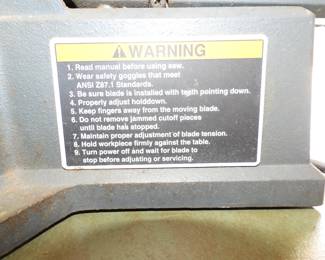 WARNING
1. Read manual before using saw.
2. Wear safety goggles that meet
ANSI Z87.1 Standards.
3. Be sure blade is installed with teeth pointing down.
4. Properly adjust holddown.
5. Keep fingers away from the moving blade.
6. Do not remove jammed cutoff pieces
until blade has stopped.
7. Maintain proper adjustment of blade tension.
8. Hold workpiece firmly against the table.
9. Turn power off and wait for blade to
stop before adjusting or servicing.